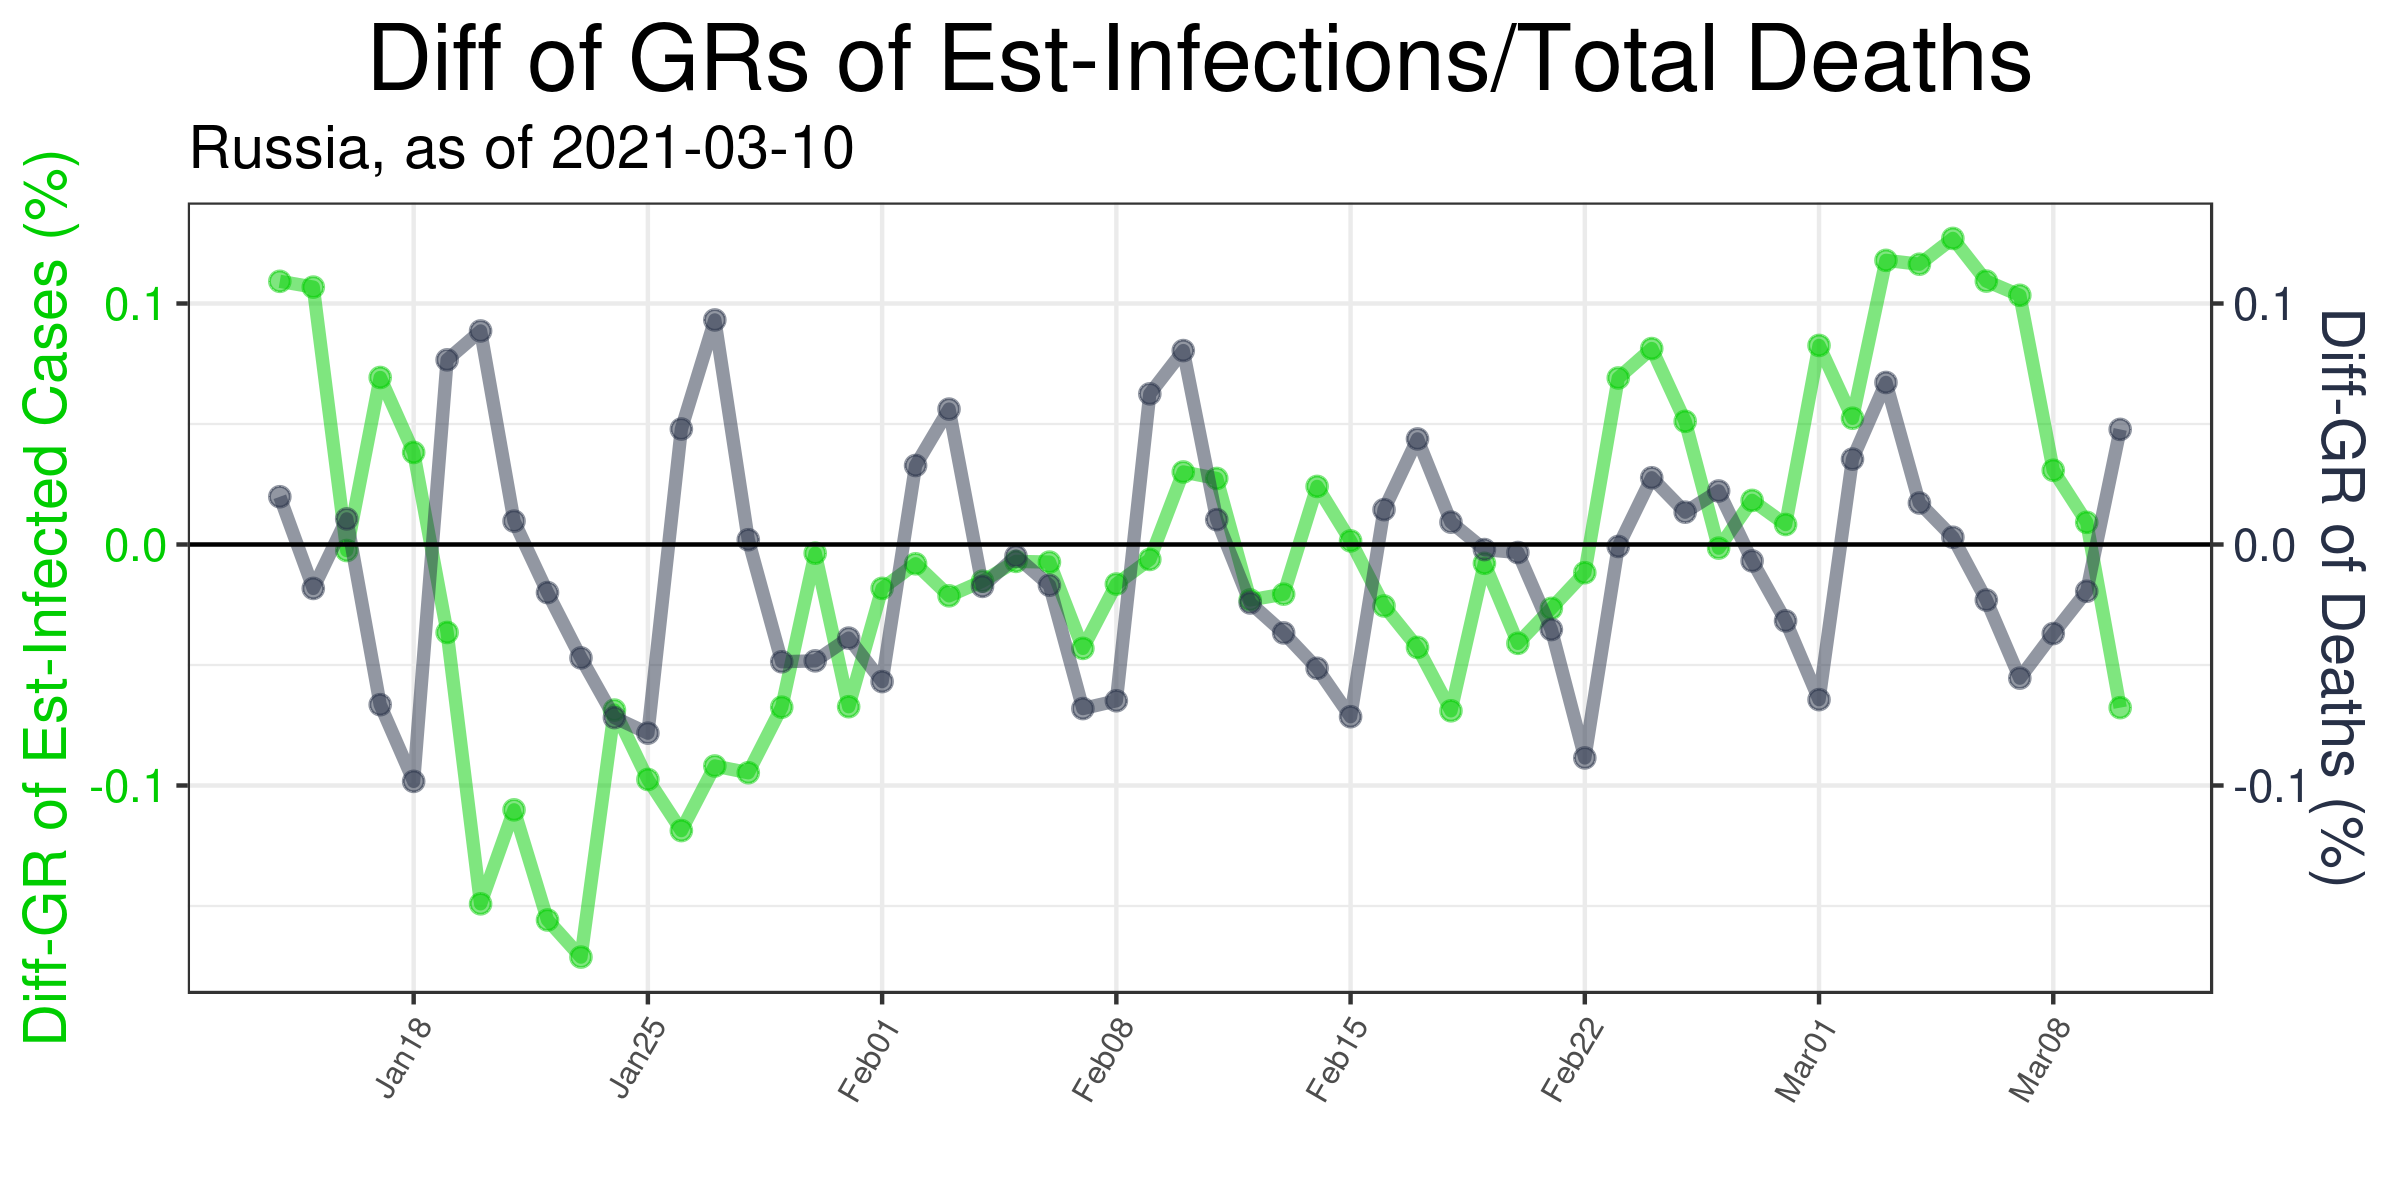 Diff of GRs of Est-Infections/Total Deaths
Russia, as of 2021-03-10
Diff-GR of Est-Infected Cases (%)
0.1
0.0
-0.1
0.1
0.0
-0.1
Diff-GR of Deaths (%)
Jan18
Jan25
Feb01
Feb08
Feb15
Feb22
Mar01
Mar08